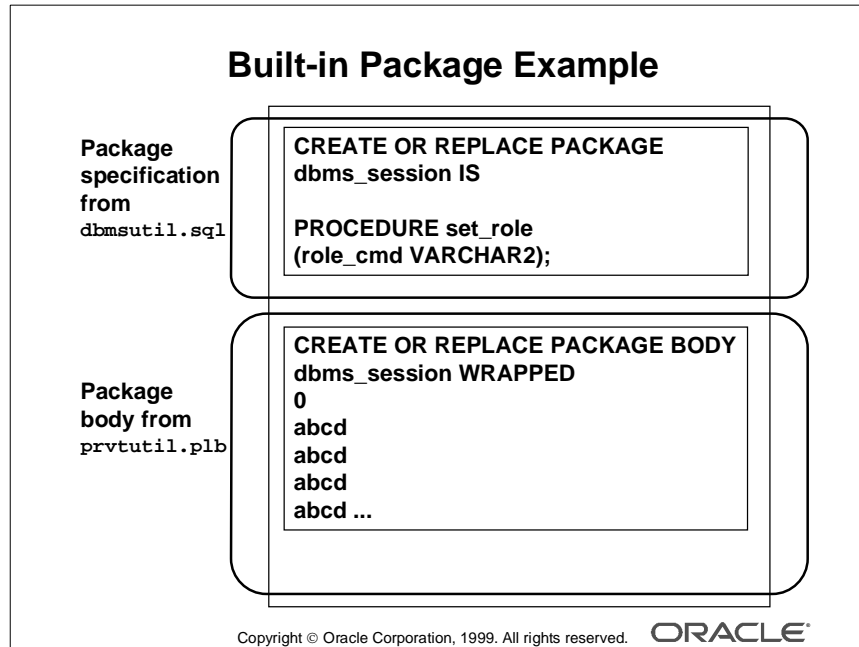 Built-in Package Example
Package
specification
from
dbmsutil.sql
CREATE OR REPLACE PACKAGE
dbms_session IS
PROCEDURE set_role
(role_cmd VARCHAR2);
Package
body from
prvtutil.plb
CREATE OR REPLACE PACKAGE BODY
dbms_session WRAPPED
0
abcd
abcd
abcd
abcd ...
Copyright © Oracle Corporation, 1999. All rights reserved. ORACLE®